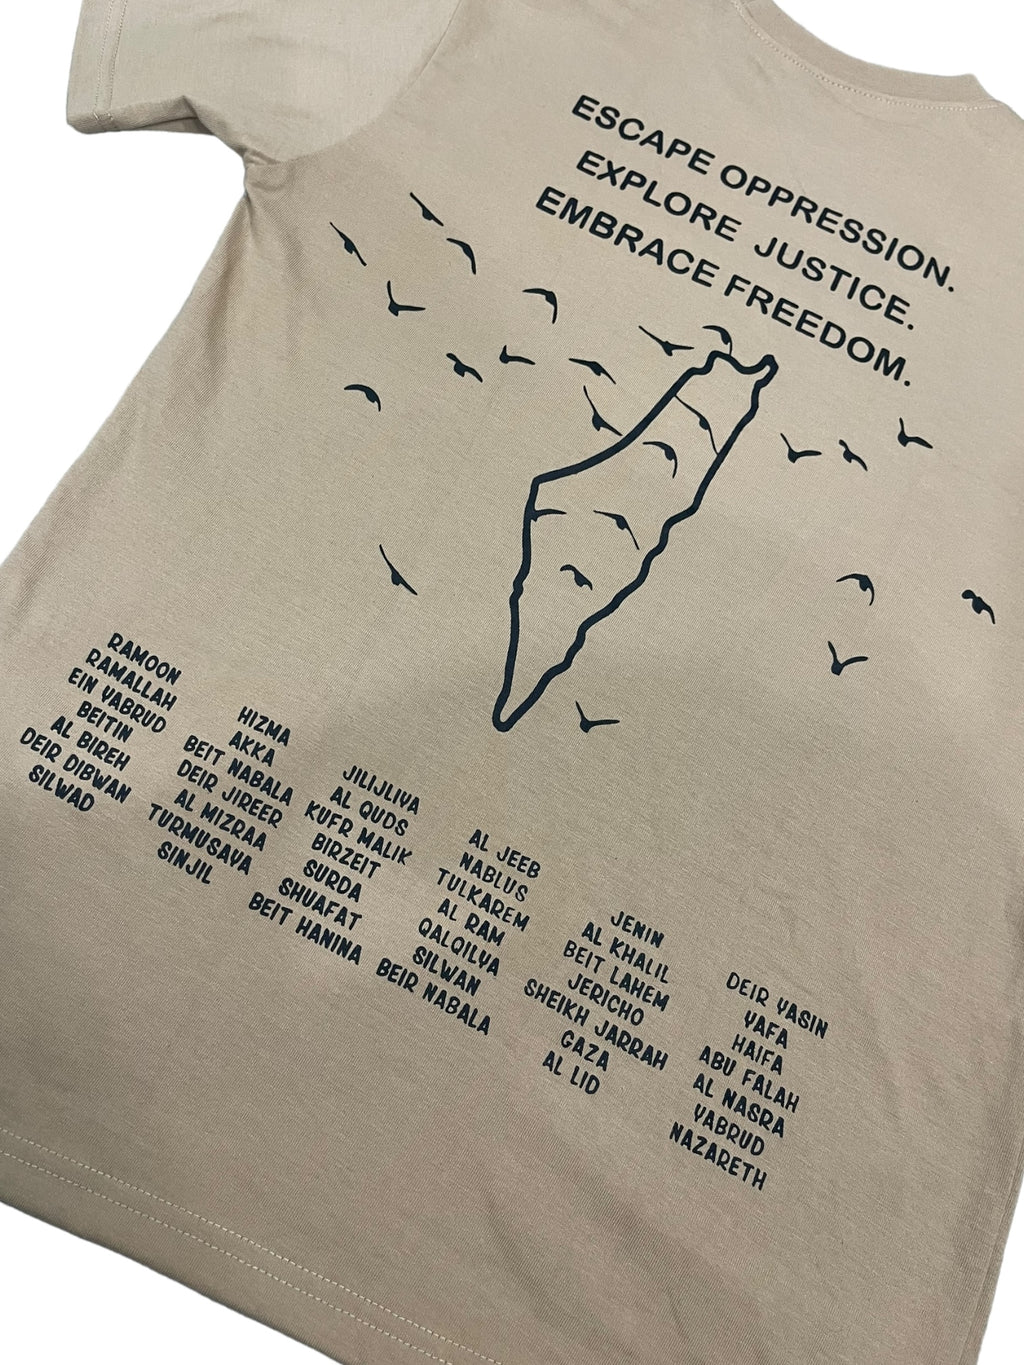 ESCAPE OPPRESSION.
EXPLORE JUSTICE.
EMBRACE FREEDOM.
RAMOON
RAMALLAH
EIN YABRUD
BEITIN
AL BIREH
DEIR DIBWAN
SILWAD
HIZMA
AKKA
BEIT NABALA
DEIR JIREER
AL MIZRAA
TURMUSAYA
SINJIL
JILIJLIYA
AL QUDS
KUFR MALIK
BIRZEIT
SURDA
SHUAFAT
BEIT HANINA
AL JEEB
NABLUS
TULKAREM
AL RAM
QALQILYA
SILWAN
BEIR NABALA
JENIN
AL KHALIL
BEIT LAHEM
JERICHO
SHEIKH JARRAH
GAZA
AL LID
DEIR YASIN
YAFA
HAIFA
ABU FALAH
AL NASRA
YABRUD
NAZARETH